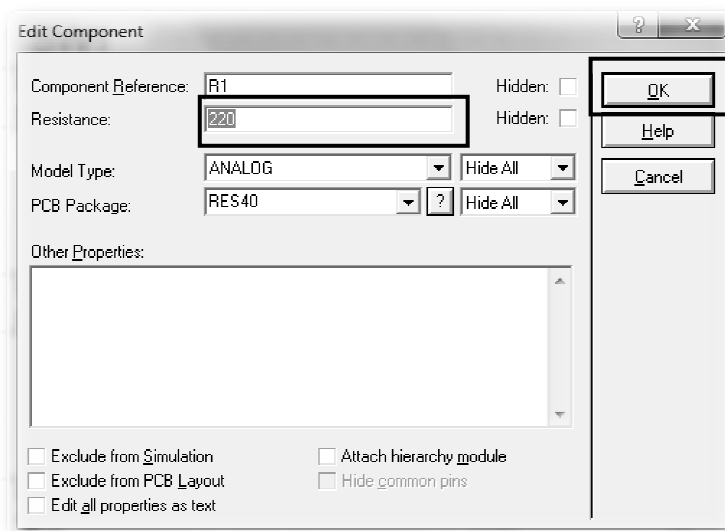 Edit Component
? X
Component Reference: R1 Hidden: OK
Resistance: 220 Hidden: Help
Model Type: ANALOG Hide All Cancel
PCB Package: RES40 ? Hide All
Other Properties:
Exclude from Simulation Attach hierarchy module
Exclude from PCB Layout Hide common pins
Edit all properties as text